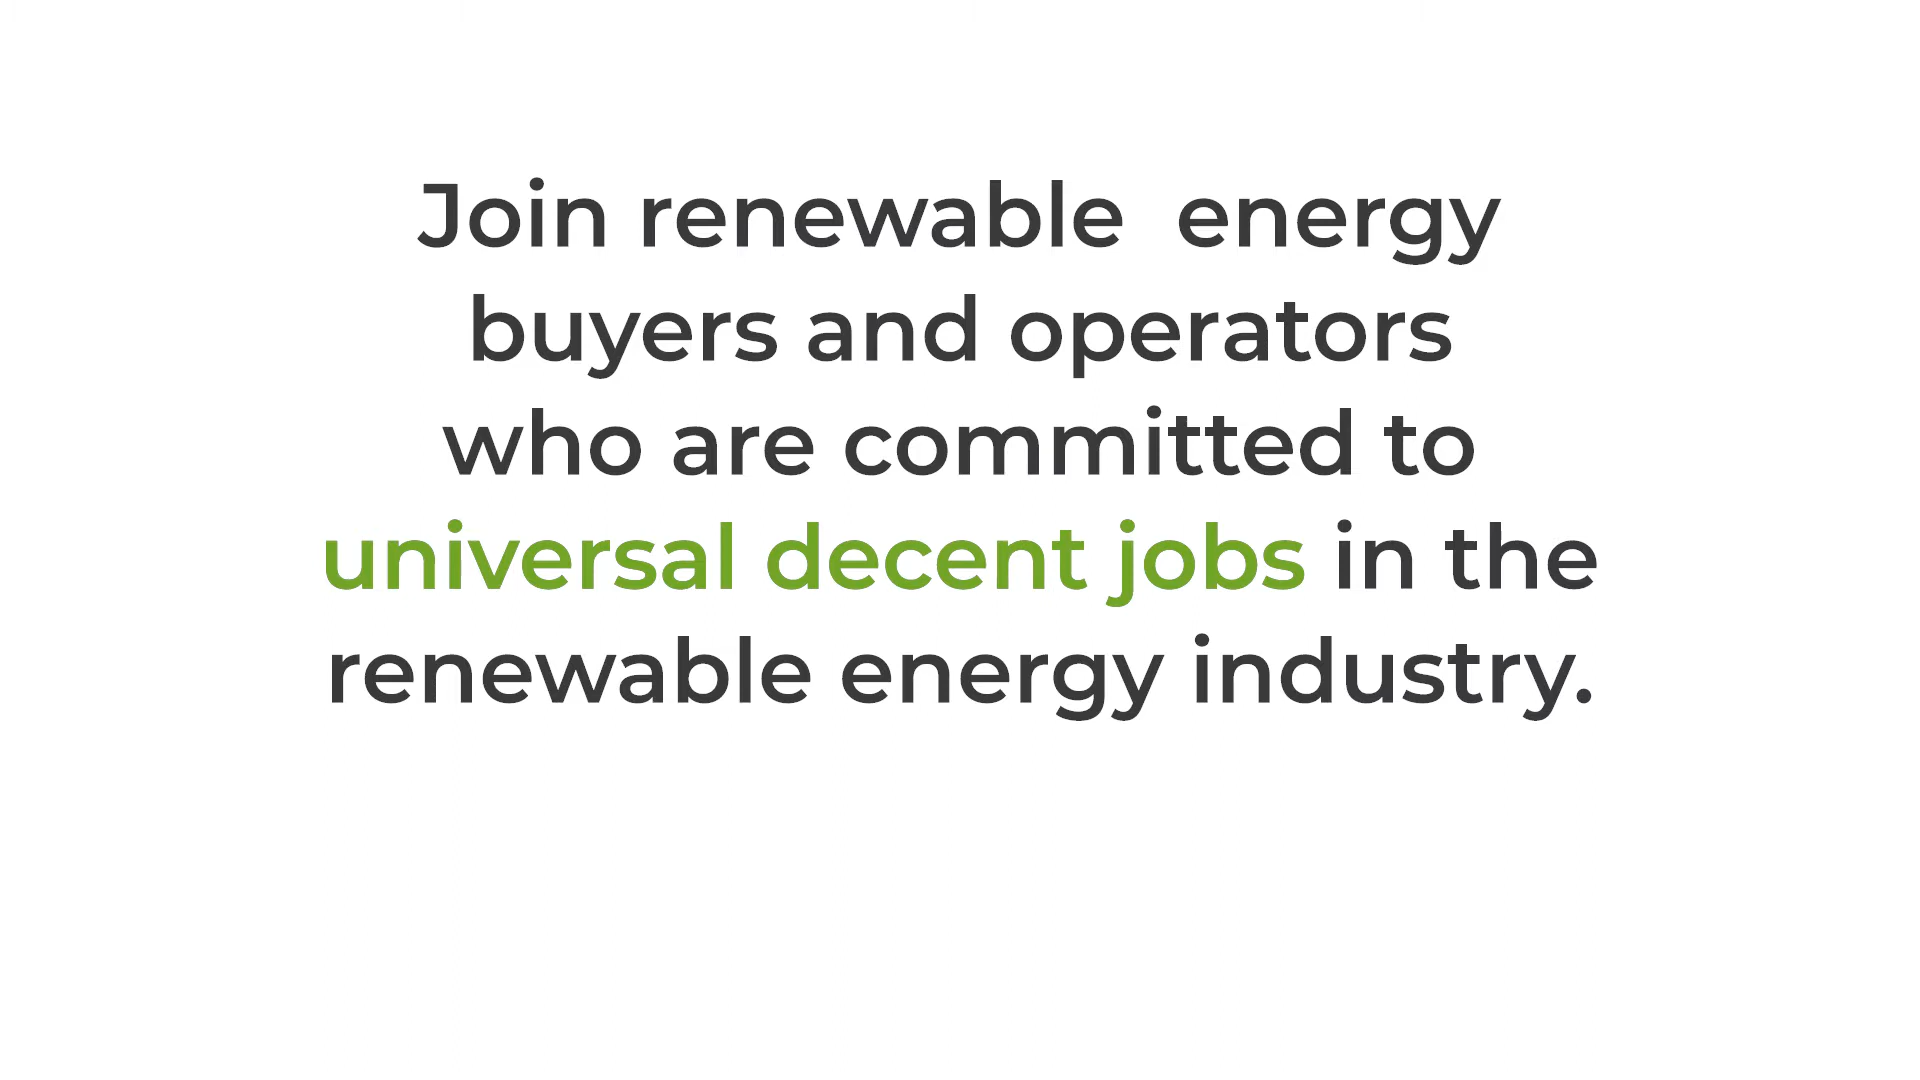 Join renewable  energy
buyers and operators
who are committed to
universal decent jobs in the
renewable energy industry.